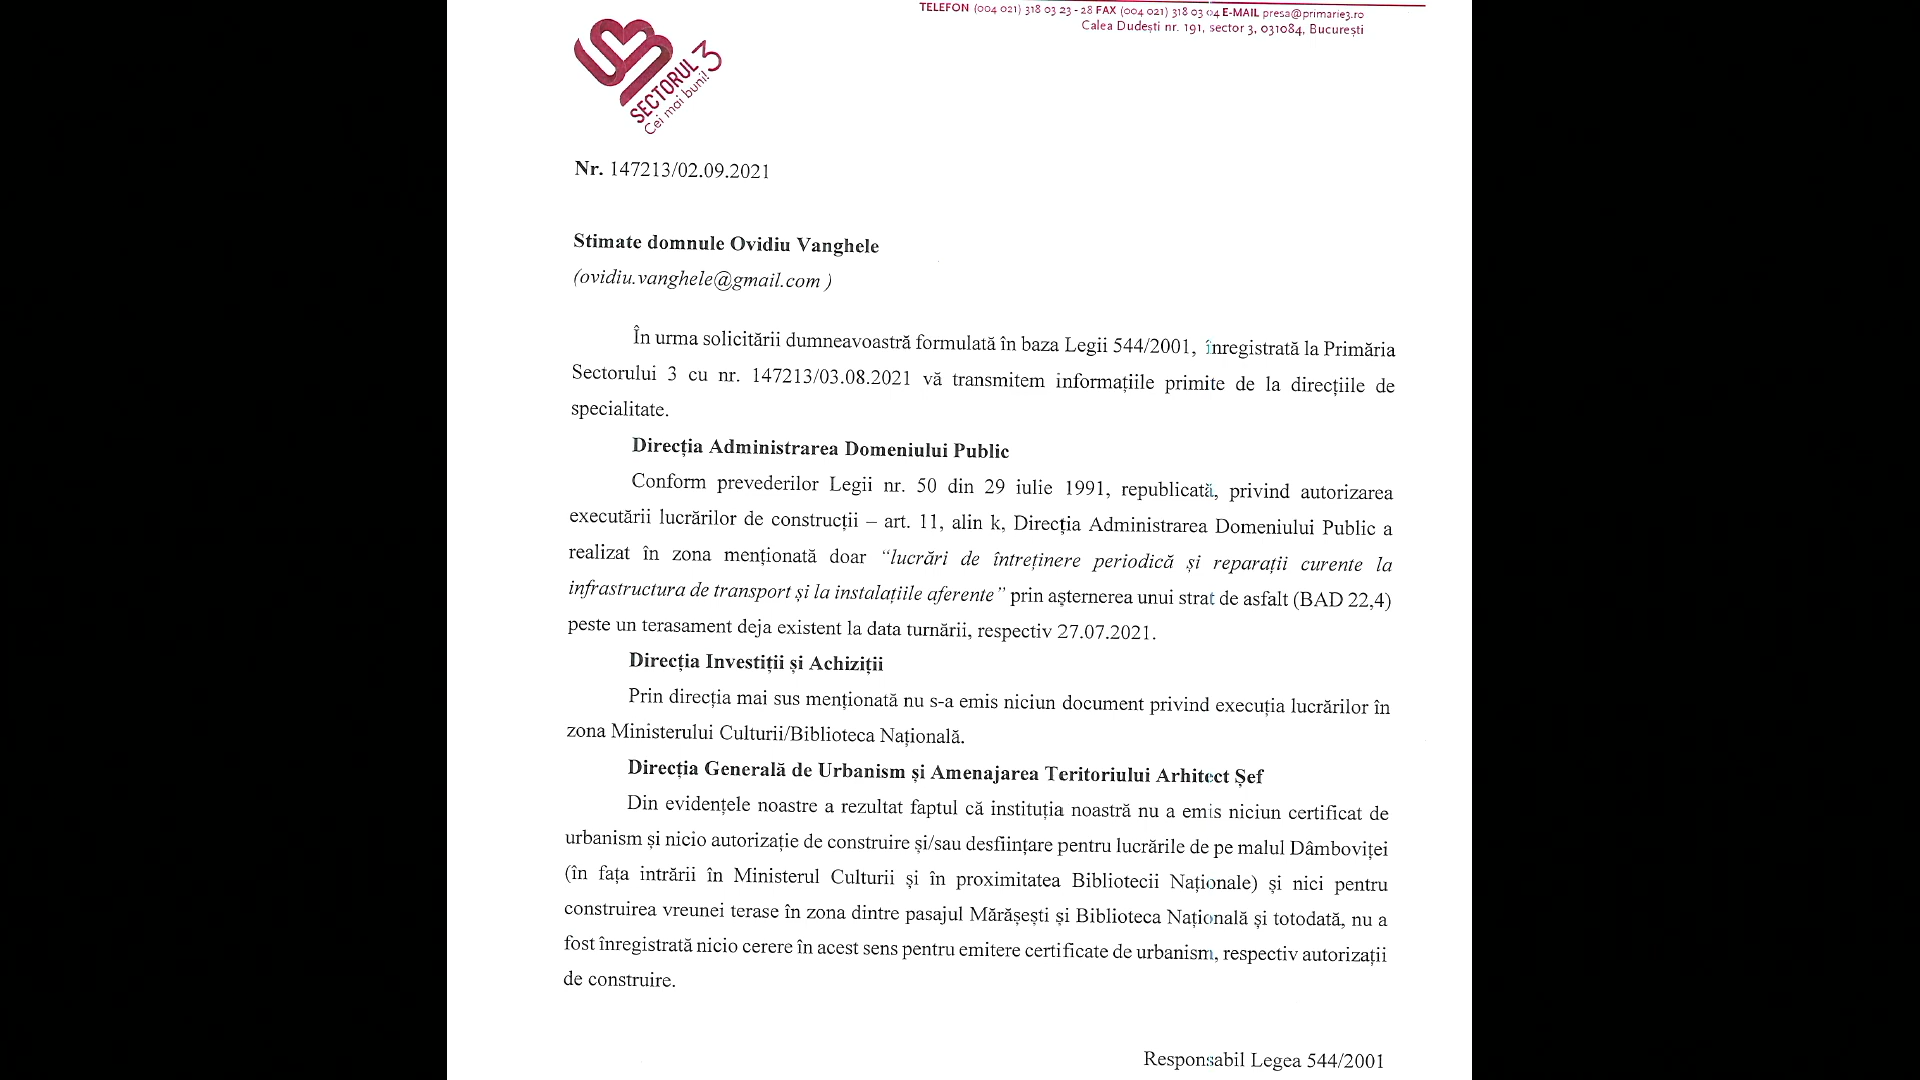 TELEFON (004 021) 318 03 23 - 28 FAX (004 021) 318 03 04 E-MAIL presa@primarie3.ro
Calea Dudești nr. 191, sector 3, 031084, București
SECTORUL 3
Cei mai buni!
Nr. 147213/02.09.2021
Stimate domnule Ovidiu Vanghele
(ovidiu.vanghele@gmail.com )
În urma solicitării dumneavoastră formulată în baza Legii 544/2001, înregistrată la Primăria
Sectorului 3 cu nr. 147213/03.08.2021 vă transmitem informațiile primite de la direcțiile de
specialitate.
Direcția Administrarea Domeniului Public
Conform prevederilor Legii nr. 50 din 29 iulie 1991, republicată, privind autorizarea
executării lucrărilor de construcții – art. 11, alin k, Direcția Administrarea Domeniului Public a
realizat în zona menționată doar “lucrări de întreținere periodică și reparații curente la
infrastructura de transport și la instalațiile aferente” prin așternerea unui strat de asfalt (BAD 22,4)
peste un terasament deja existent la data turnării, respectiv 27.07.2021.
Direcția Investiții și Achiziții
Prin direcția mai sus menționată nu s-a emis niciun document privind execuția lucrărilor în
zona Ministerului Culturii/Biblioteca Națională.
Direcția Generală de Urbanism și Amenajarea Teritoriului Arhitect Șef
Din evidențele noastre a rezultat faptul că instituția noastră nu a emis niciun certificat de
urbanism și nicio autorizație de construire și/sau desființare pentru lucrările de pe malul Dâmboviței
(în fața intrării în Ministerul Culturii și în proximitatea Bibliotecii Naționale) și nici pentru
construirea vreunei terase în zona dintre pasajul Mărășești și Biblioteca Națională și totodată, nu a
fost înregistrată nicio cerere în acest sens pentru emitere certificate de urbanism, respectiv autorizații
de construire.
Responsabil Legea 544/2001